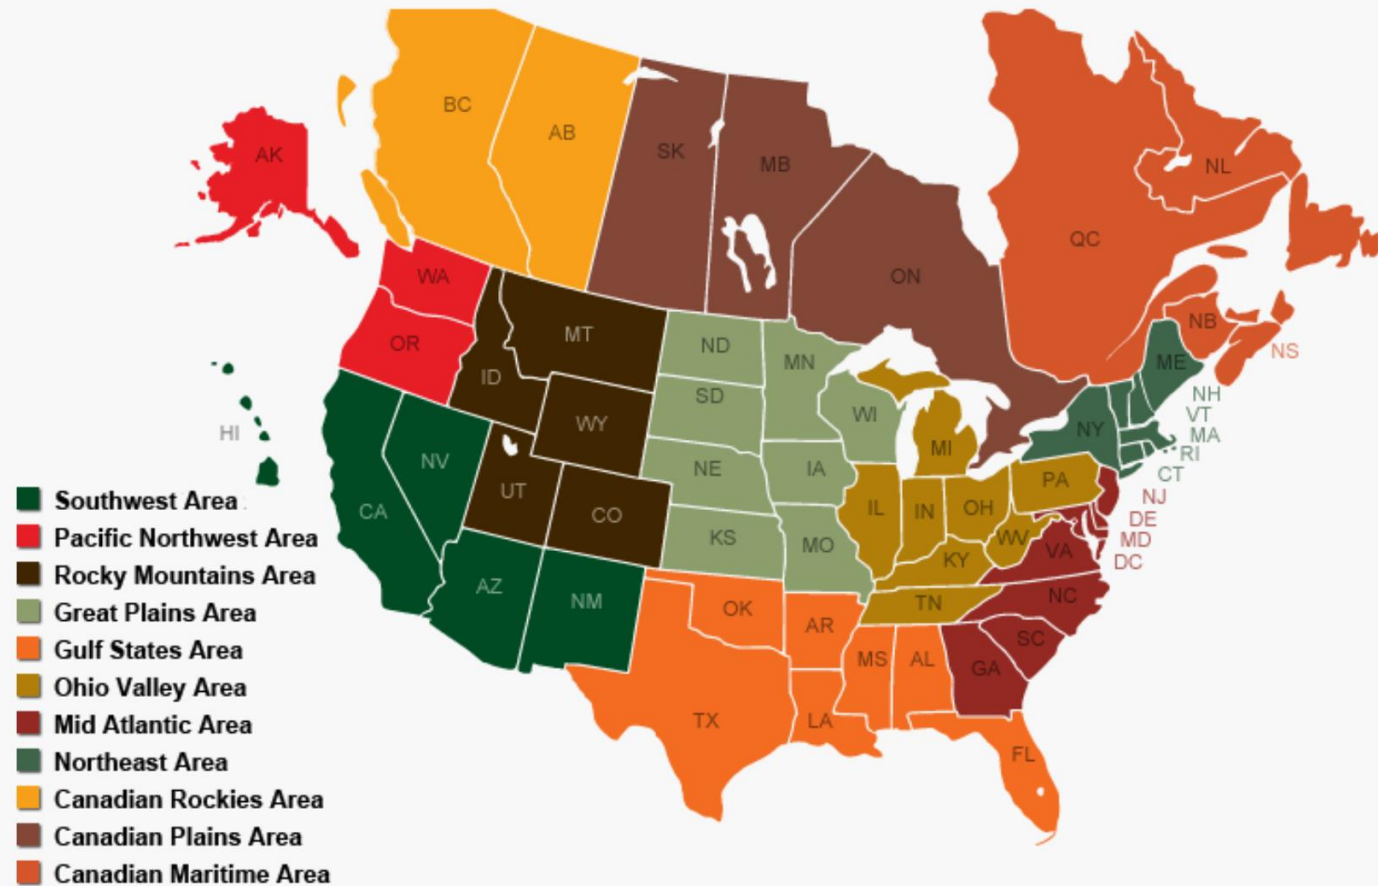 BC
AB
AK
SK
MB
NL
QC
ON
WA
NB
MT
ND
OR
MN
NS
ME
ID
SD
NH
WI
VT
WY
HI
NY
MA
MI
RI
NV
NE
IA
CT
PA
UT
NJ
Southwest Area
CA
CO
IL
IN
OH
DE
Pacific Northwest Area
KS
MO
WV
MD
VA
KY
DC
Rocky Mountains Area
AZ
NM
TN
NC
Great Plains Area
OK
AR
SC
Gulf States Area
MS
AL
GA
Ohio Valley Area
TX
LA
Mid Atlantic Area
FL
Northeast Area
Canadian Rockies Area
Canadian Plains Area
Canadian Maritime Area